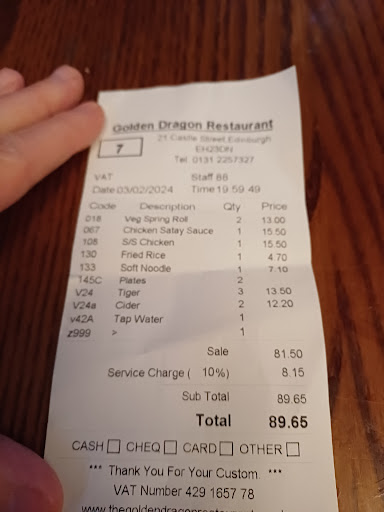 Golden Dragon Restaurant
21 Castle Street Edinburgh
7
EH23DN
Tel. 0131 2257327
VAT Staff 88
Date 03/02/2024 Time 19:59:49
Code Description Qty Price
018 Veg Spring Roll 2 13.00
067 Chicken Satay Sauce 1 15.50
108 S/S Chicken 1 15.50
130 Fried Rice 1 4.70
133 Soft Noodle 1 7.10
145C Plates 2
V24 Tiger 3 13.50
V24a Cider 2 12.20
v42A Tap Water 1
z999 > 1
Sale 81.50
Service Charge ( 10%) 8.15
Sub Total 89.65
Total 89.65
CASH CHEQ CARD OTHER
*** Thank You For Your Custom. ***
VAT Number 429 1657 78